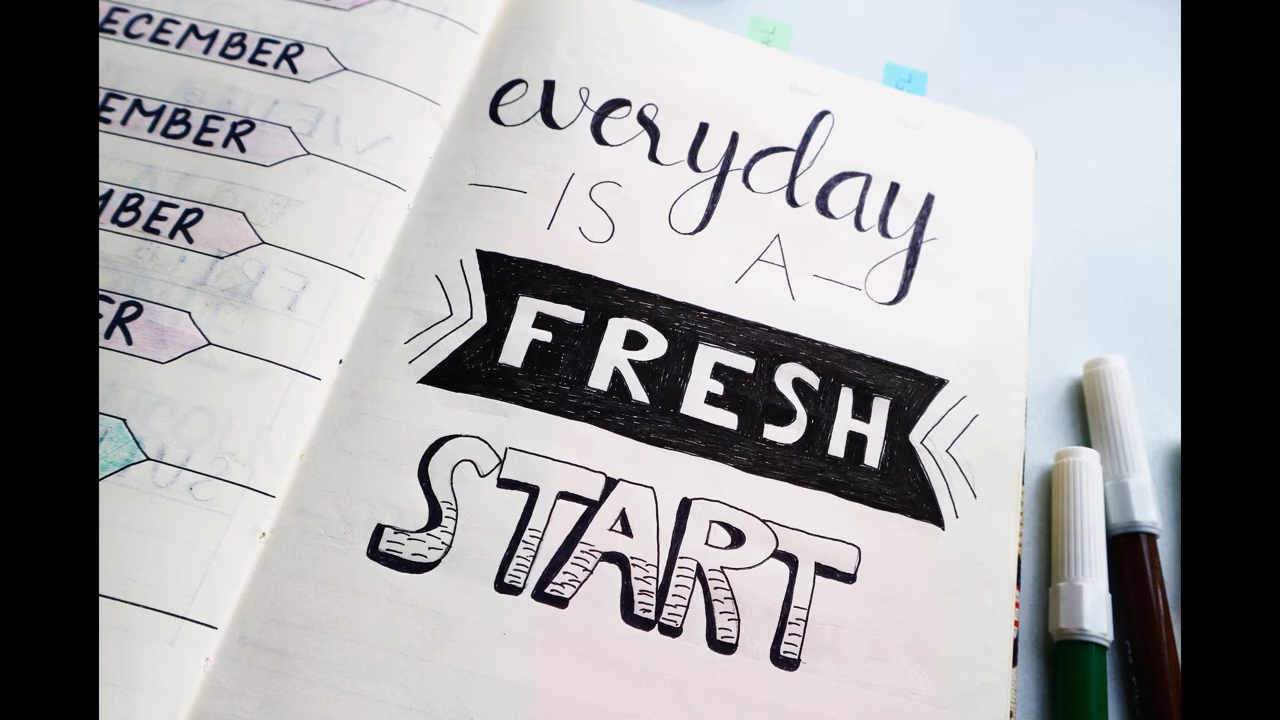 ECEMBER
EMBER
MBER
ER
everyday
— IS A —
FRESH
START